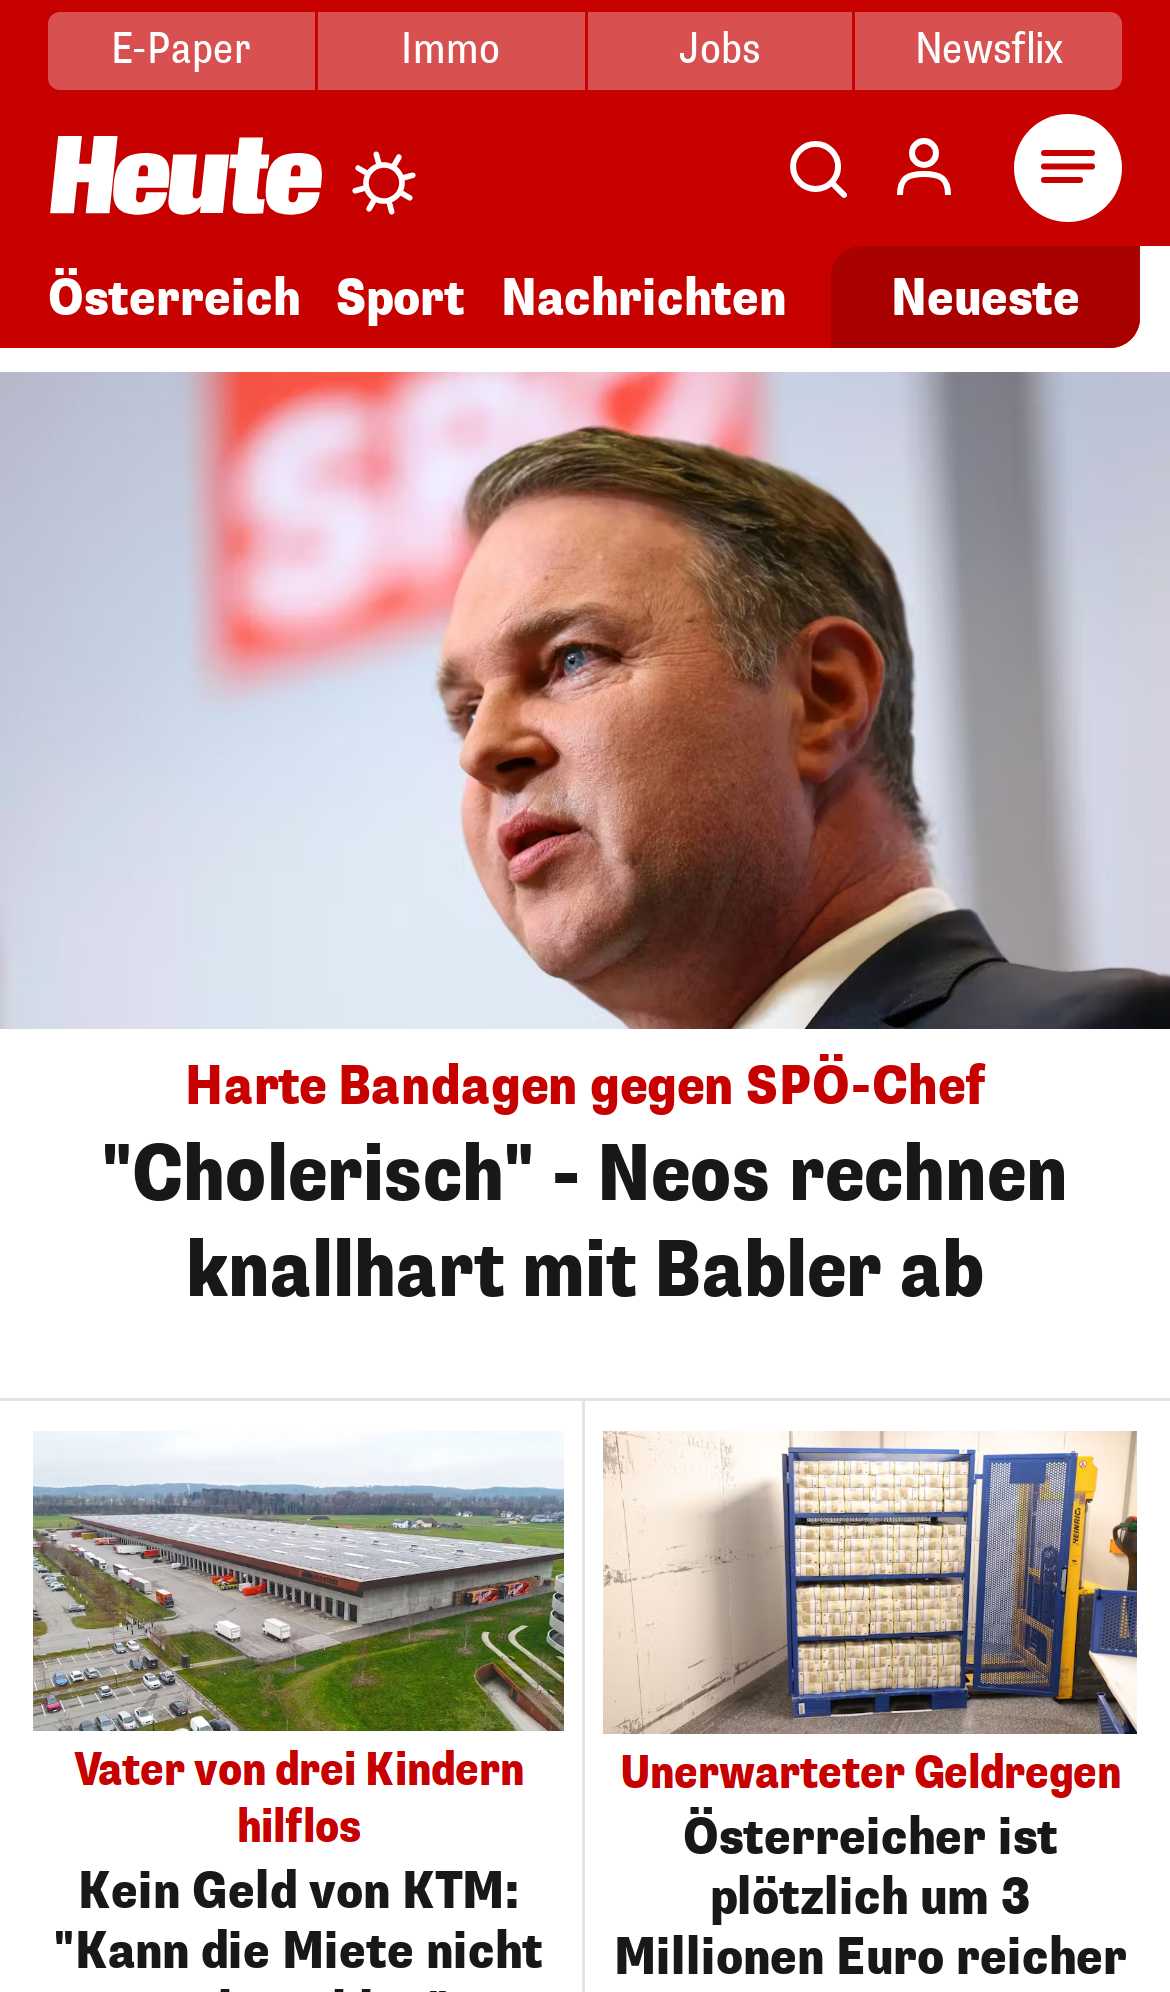 E-Paper Immo Jobs Newsflix
Heute
Österreich Sport Nachrichten Neueste
SPÖ
Harte Bandagen gegen SPÖ-Chef
"Cholerisch" - Neos rechnen
knallhart mit Babler ab
Vater von drei Kindern
hilflos
Kein Geld von KTM:
"Kann die Miete nicht
Unerwarteter Geldregen
Österreicher ist
plötzlich um 3
Millionen Euro reicher